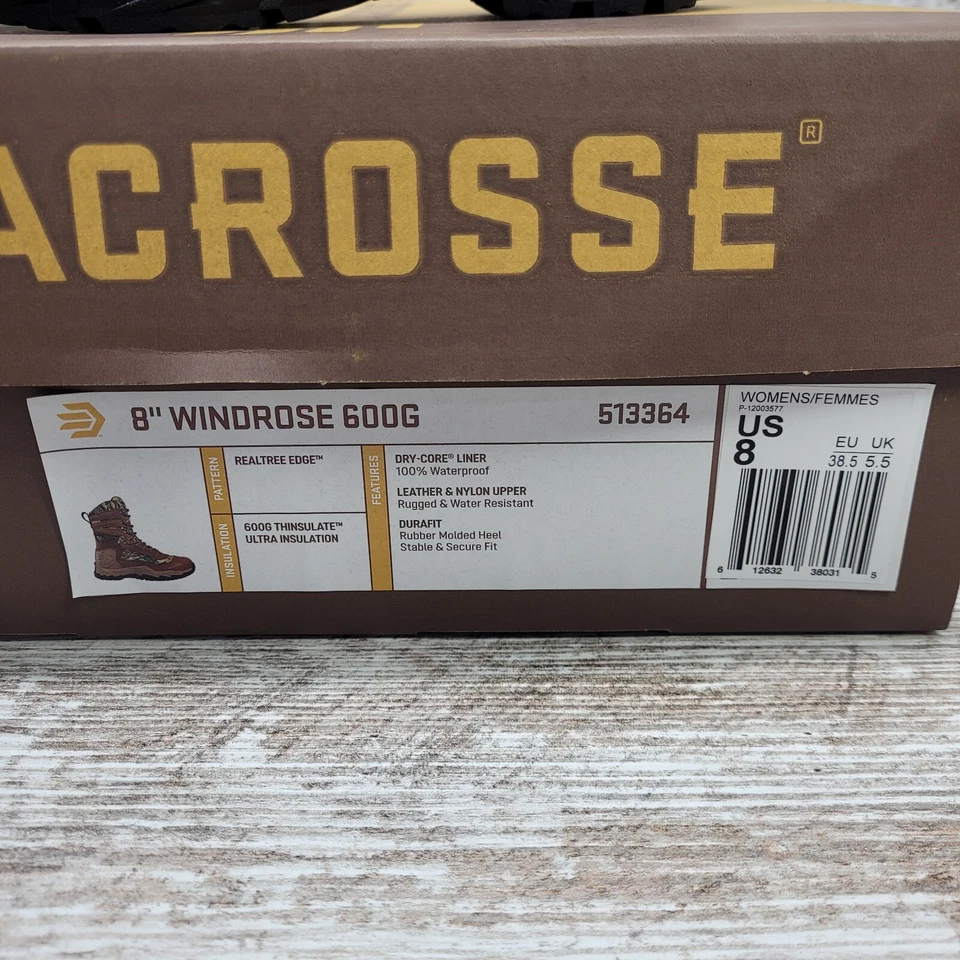 ACROSSE®
8" WINDROSE 600G
513364
PATTERN
REALTREE EDGE™
INSULATION
600G THINSULATE™
ULTRA INSULATION
FEATURES
DRY-CORE® LINER
100% Waterproof
LEATHER & NYLON UPPER
Rugged & Water Resistant
DURAFIT
Rubber Molded Heel
Stable & Secure Fit
WOMENS/FEMMES
P-12003577
US
8
EU UK
38.5 5.5
6 12632 38031 5